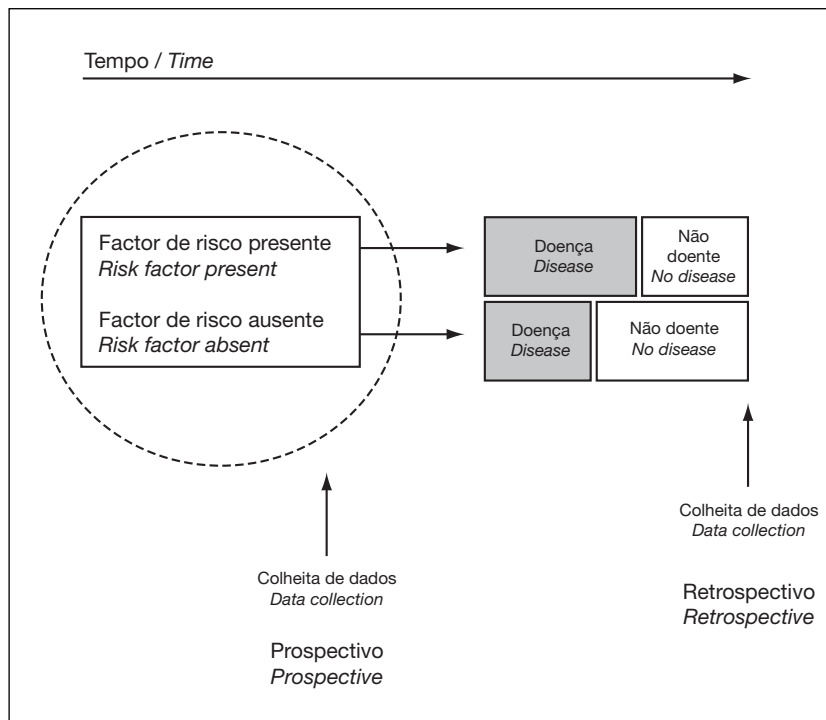 Tempo / Time
Factor de risco presente
Risk factor present
Factor de risco ausente
Risk factor absent
Doença
Disease
Não
doente
No disease
Doença
Disease
Não doente
No disease
Colheita de dados
Data collection
Prospectivo
Prospective
Colheita de dados
Data collection
Retrospectivo
Retrospective